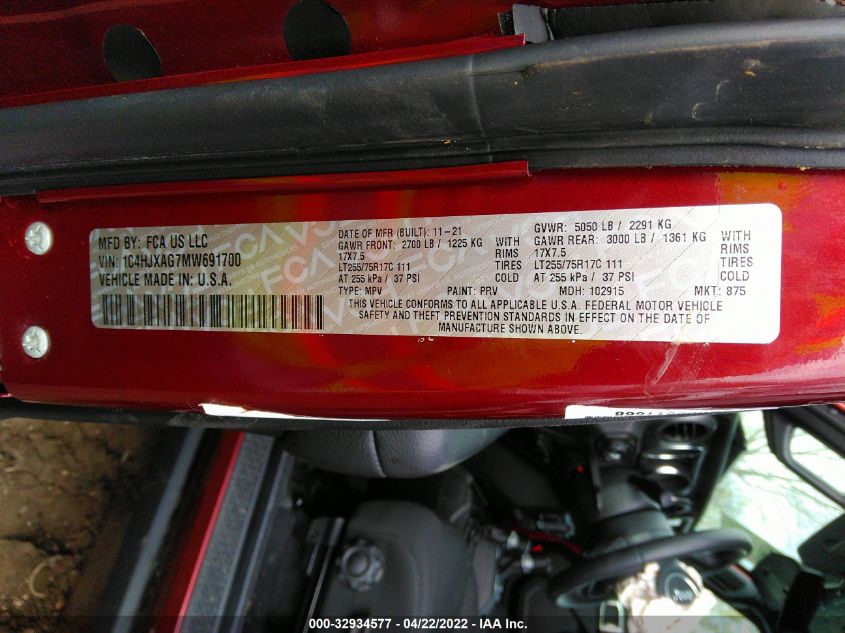 MFD BY: FCA US LLC
VIN: 1C4HJXAG7MW691700
VEHICLE MADE IN U.S.A.
DATE OF MFR (BUILT): 11-21
GAWR FRONT: 2700 LB / 1225 KG
WITH 17X7.5
RIMS
LT255/75R17C 111
TIRES
AT 255 kPa / 37 PSI
COLD
GVWR: 5050 LB / 2291 KG
GAWR REAR: 3000 LB / 1361 KG
WITH
17X7.5
RIMS
LT255/75R17C 111
TIRES
AT 255 kPa / 37 PSI
COLD
TYPE: MPV PAINT: PRV MDH: 102915 MKT: 875
THIS VEHICLE CONFORMS TO ALL APPLICABLE U.S.A. FEDERAL MOTOR VEHICLE
SAFETY AND THEFT PREVENTION STANDARDS IN EFFECT ON THE DATE OF
MANUFACTURE SHOWN ABOVE.
000-32934577 - 04/22/2022 - IAA Inc.